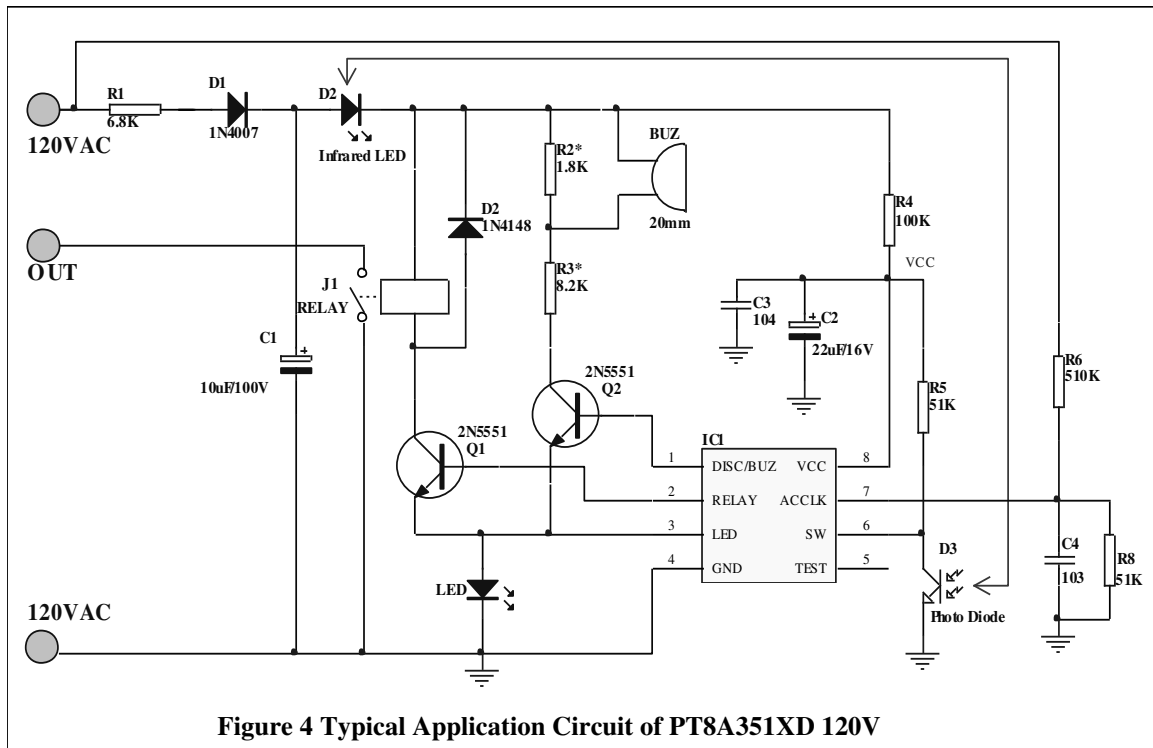 R1
6.8K
120VAC
D1
1N4007
D2
Infrared LED
BUZ
20mm
R2*
1.8K
D2
1N4148
R4
100K
VCC
OUT
J1
RELAY
R3*
8.2K
C3
104
+
C2
22uF/16V
C1
+
10uF/100V
R6
510K
R5
51K
2N5551
Q2
2N5551
Q1
IC1
1
DISC/BUZ
VCC
8
2
RELAY
ACCLK
7
3
LED
SW
6
4
GND
TEST
5
D3
Photo Diode
C4
103
R8
51K
LED
120VAC
Figure 4 Typical Application Circuit of PT8A351XD 120V